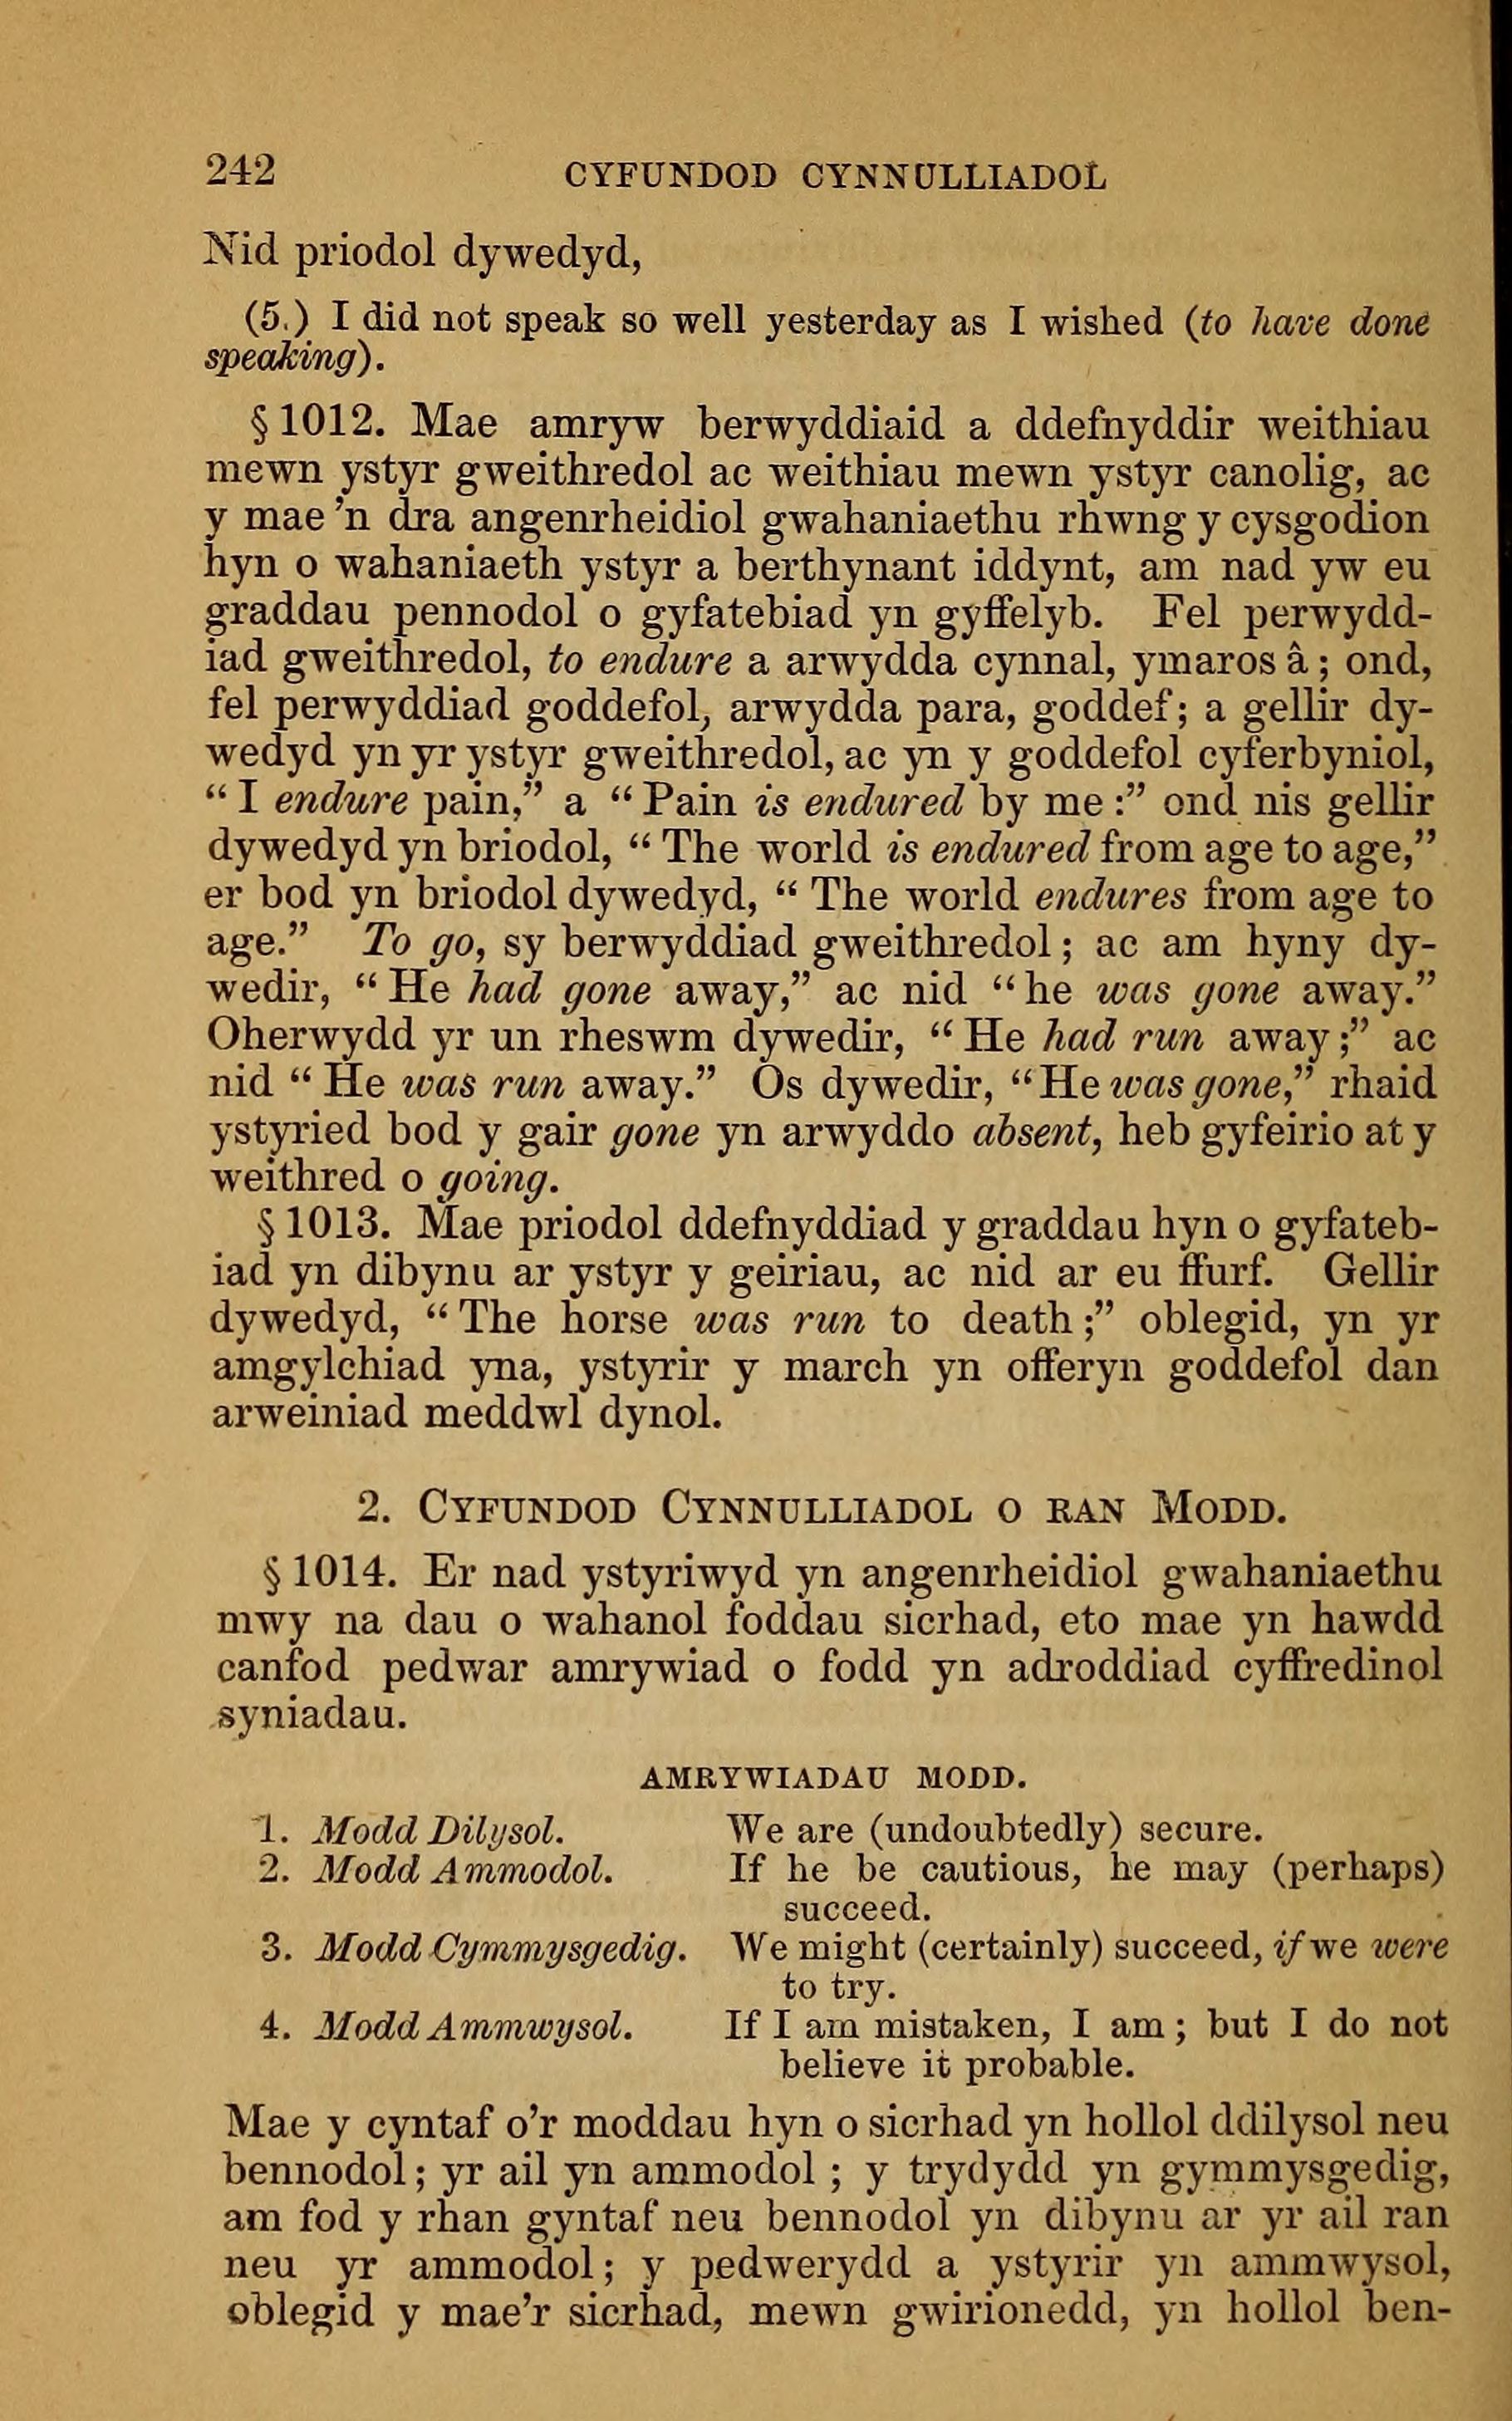 242 CYFUNDOD CYNNULLIADOL
Nid priodol dywedyd,
(5.) I did not speak so well yesterday as I wished (to have done
speaking).
§ 1012. Mae amryw berwyddiaid a ddefnyddir weithiau
mewn ystyr gweithredol ac weithiau mewn ystyr canolig, ac
y mae 'n dra angenrheidiol gwahaniaethu rhwng y cysgodion
hyn o wahaniaeth ystyr a berthynant iddynt, am nad yw eu
graddau pennodol o gyfatebiad yn gyffelyb. Fel perwydd-
iad gweithredol, to endure a arwydda cynnal, ymaros â; ond,
fel perwyddiad goddefol, arwydda para, goddef; a gellir dy-
wedyd yn yr ystyr gweithredol, ac yn y goddefol cyferbyniol,
“ I endure pain,” a “ Pain is endured by me :” ond nis gellir
dywedyd yn briodol, “ The world is endured from age to age,”
er bod yn briodol dywedyd, “ The world endures from age to
age.” To go, sy berwyddiad gweithredol; ac am hyny dy-
wedir, “ He had gone away,” ac nid “ he was gone away.”
Oherwydd yr un rheswm dywedir, “ He had run away ;” ac
nid “ He was run away.” Os dywedir, “ He was gone,” rhaid
ystyried bod y gair gone yn arwyddo absent, heb gyfeirio at y
weithred o going.
§ 1013. Mae priodol ddefnyddiad y graddau hyn o gyfateb-
iad yn dibynu ar ystyr y geiriau, ac nid ar eu ffurf. Gellir
dywedyd, “ The horse was run to death ;” oblegid, yn yr
amgylchiad yna, ystyrir y march yn offeryn goddefol dan
arweiniad meddwl dynol.
2. CYFUNDOD CYNNULLIADOL O RAN MODD.
§ 1014. Er nad ystyriwyd yn angenrheidiol gwahaniaethu
mwy na dau o wahanol foddau sicrhad, eto mae yn hawdd
canfod pedwar amrywiad o fodd yn adroddiad cyffredinol
syniadau.
AMRYWIADAU MODD.
1. Modd Dilysol. We are (undoubtedly) secure.
2. Modd Ammodol. If he be cautious, he may (perhaps)
succeed.
3. Modd Cymmysgedig. We might (certainly) succeed, if we were
to try.
4. Modd Ammwysol. If I am mistaken, I am; but I do not
believe it probable.
Mae y cyntaf o'r moddau hyn o sicrhad yn hollol ddilysol neu
bennodol; yr ail yn ammodol ; y trydydd yn gymmysgedig,
am fod y rhan gyntaf neu bennodol yn dibynu ar yr ail ran
neu yr ammodol; y pedwerydd a ystyrir yn ammwysol,
oblegid y mae'r sicrhad, mewn gwirionedd, yn hollol ben-